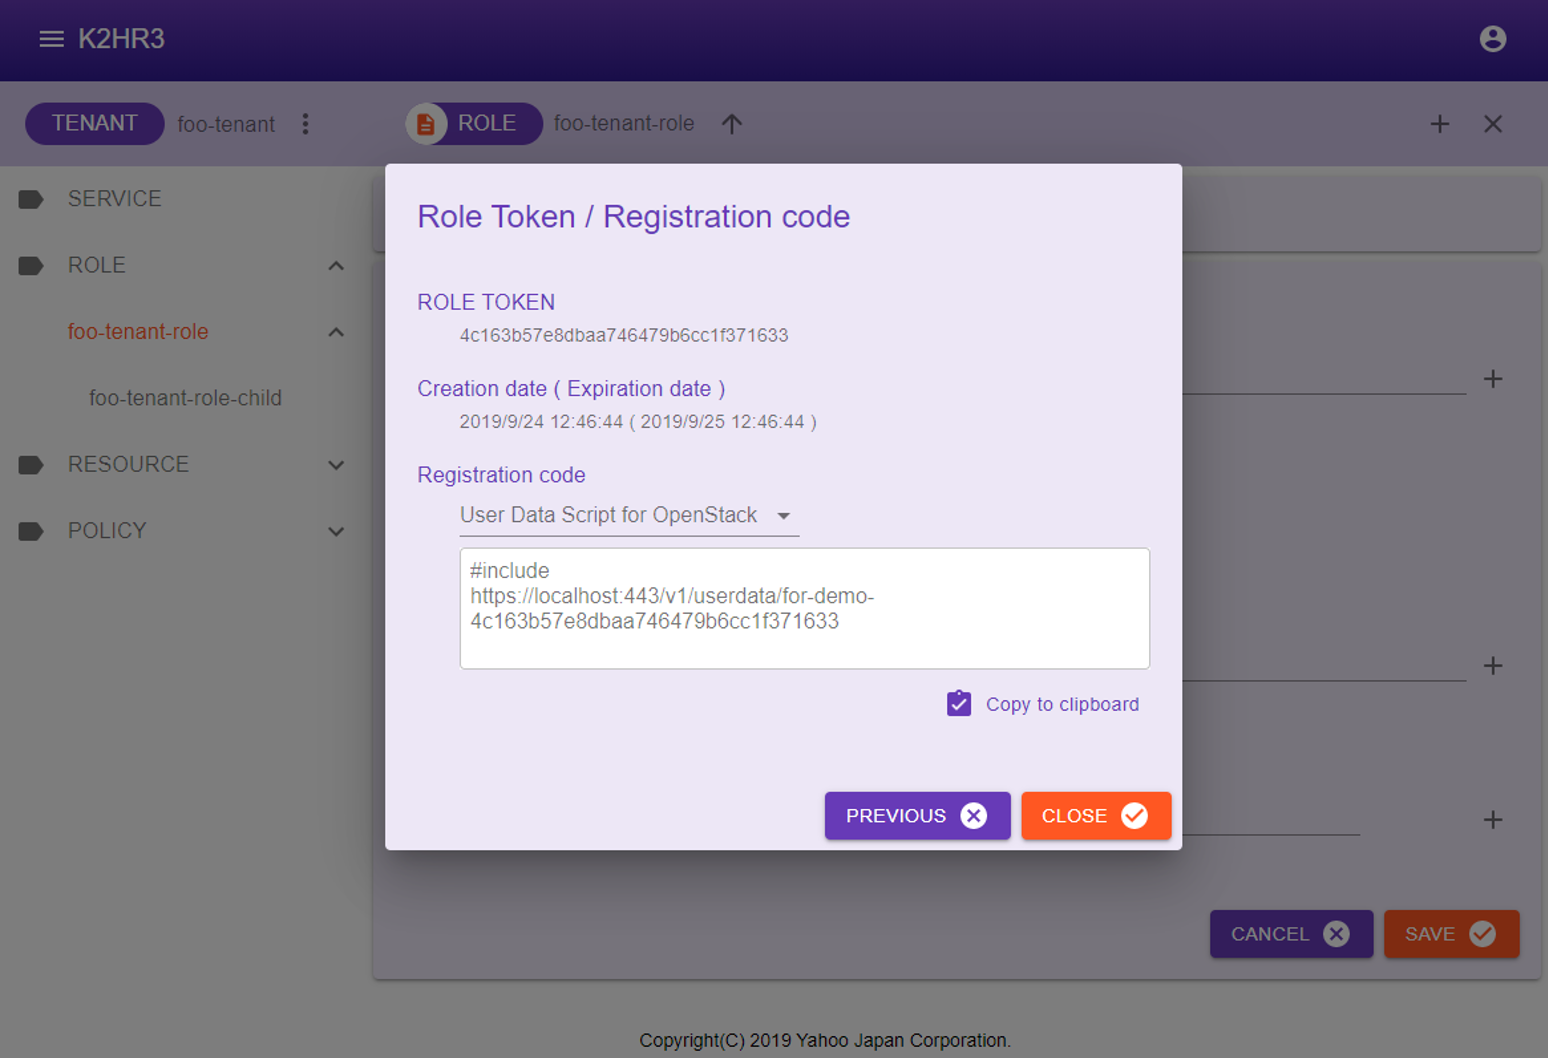 K2HR3
TENANT foo-tenant ROLE foo-tenant-role
SERVICE
ROLE
foo-tenant-role
foo-tenant-role-child
RESOURCE
POLICY
Role Token / Registration code
ROLE TOKEN
4c163b57e8dbaa746479b6cc1f371633
Creation date ( Expiration date )
2019/9/24 12:46:44 ( 2019/9/25 12:46:44 )
Registration code
User Data Script for OpenStack
#include
https://localhost:443/v1/userdata/for-demo-
4c163b57e8dbaa746479b6cc1f371633
Copy to clipboard
PREVIOUS CLOSE
CANCEL SAVE
Copyright(C) 2019 Yahoo Japan Corporation.